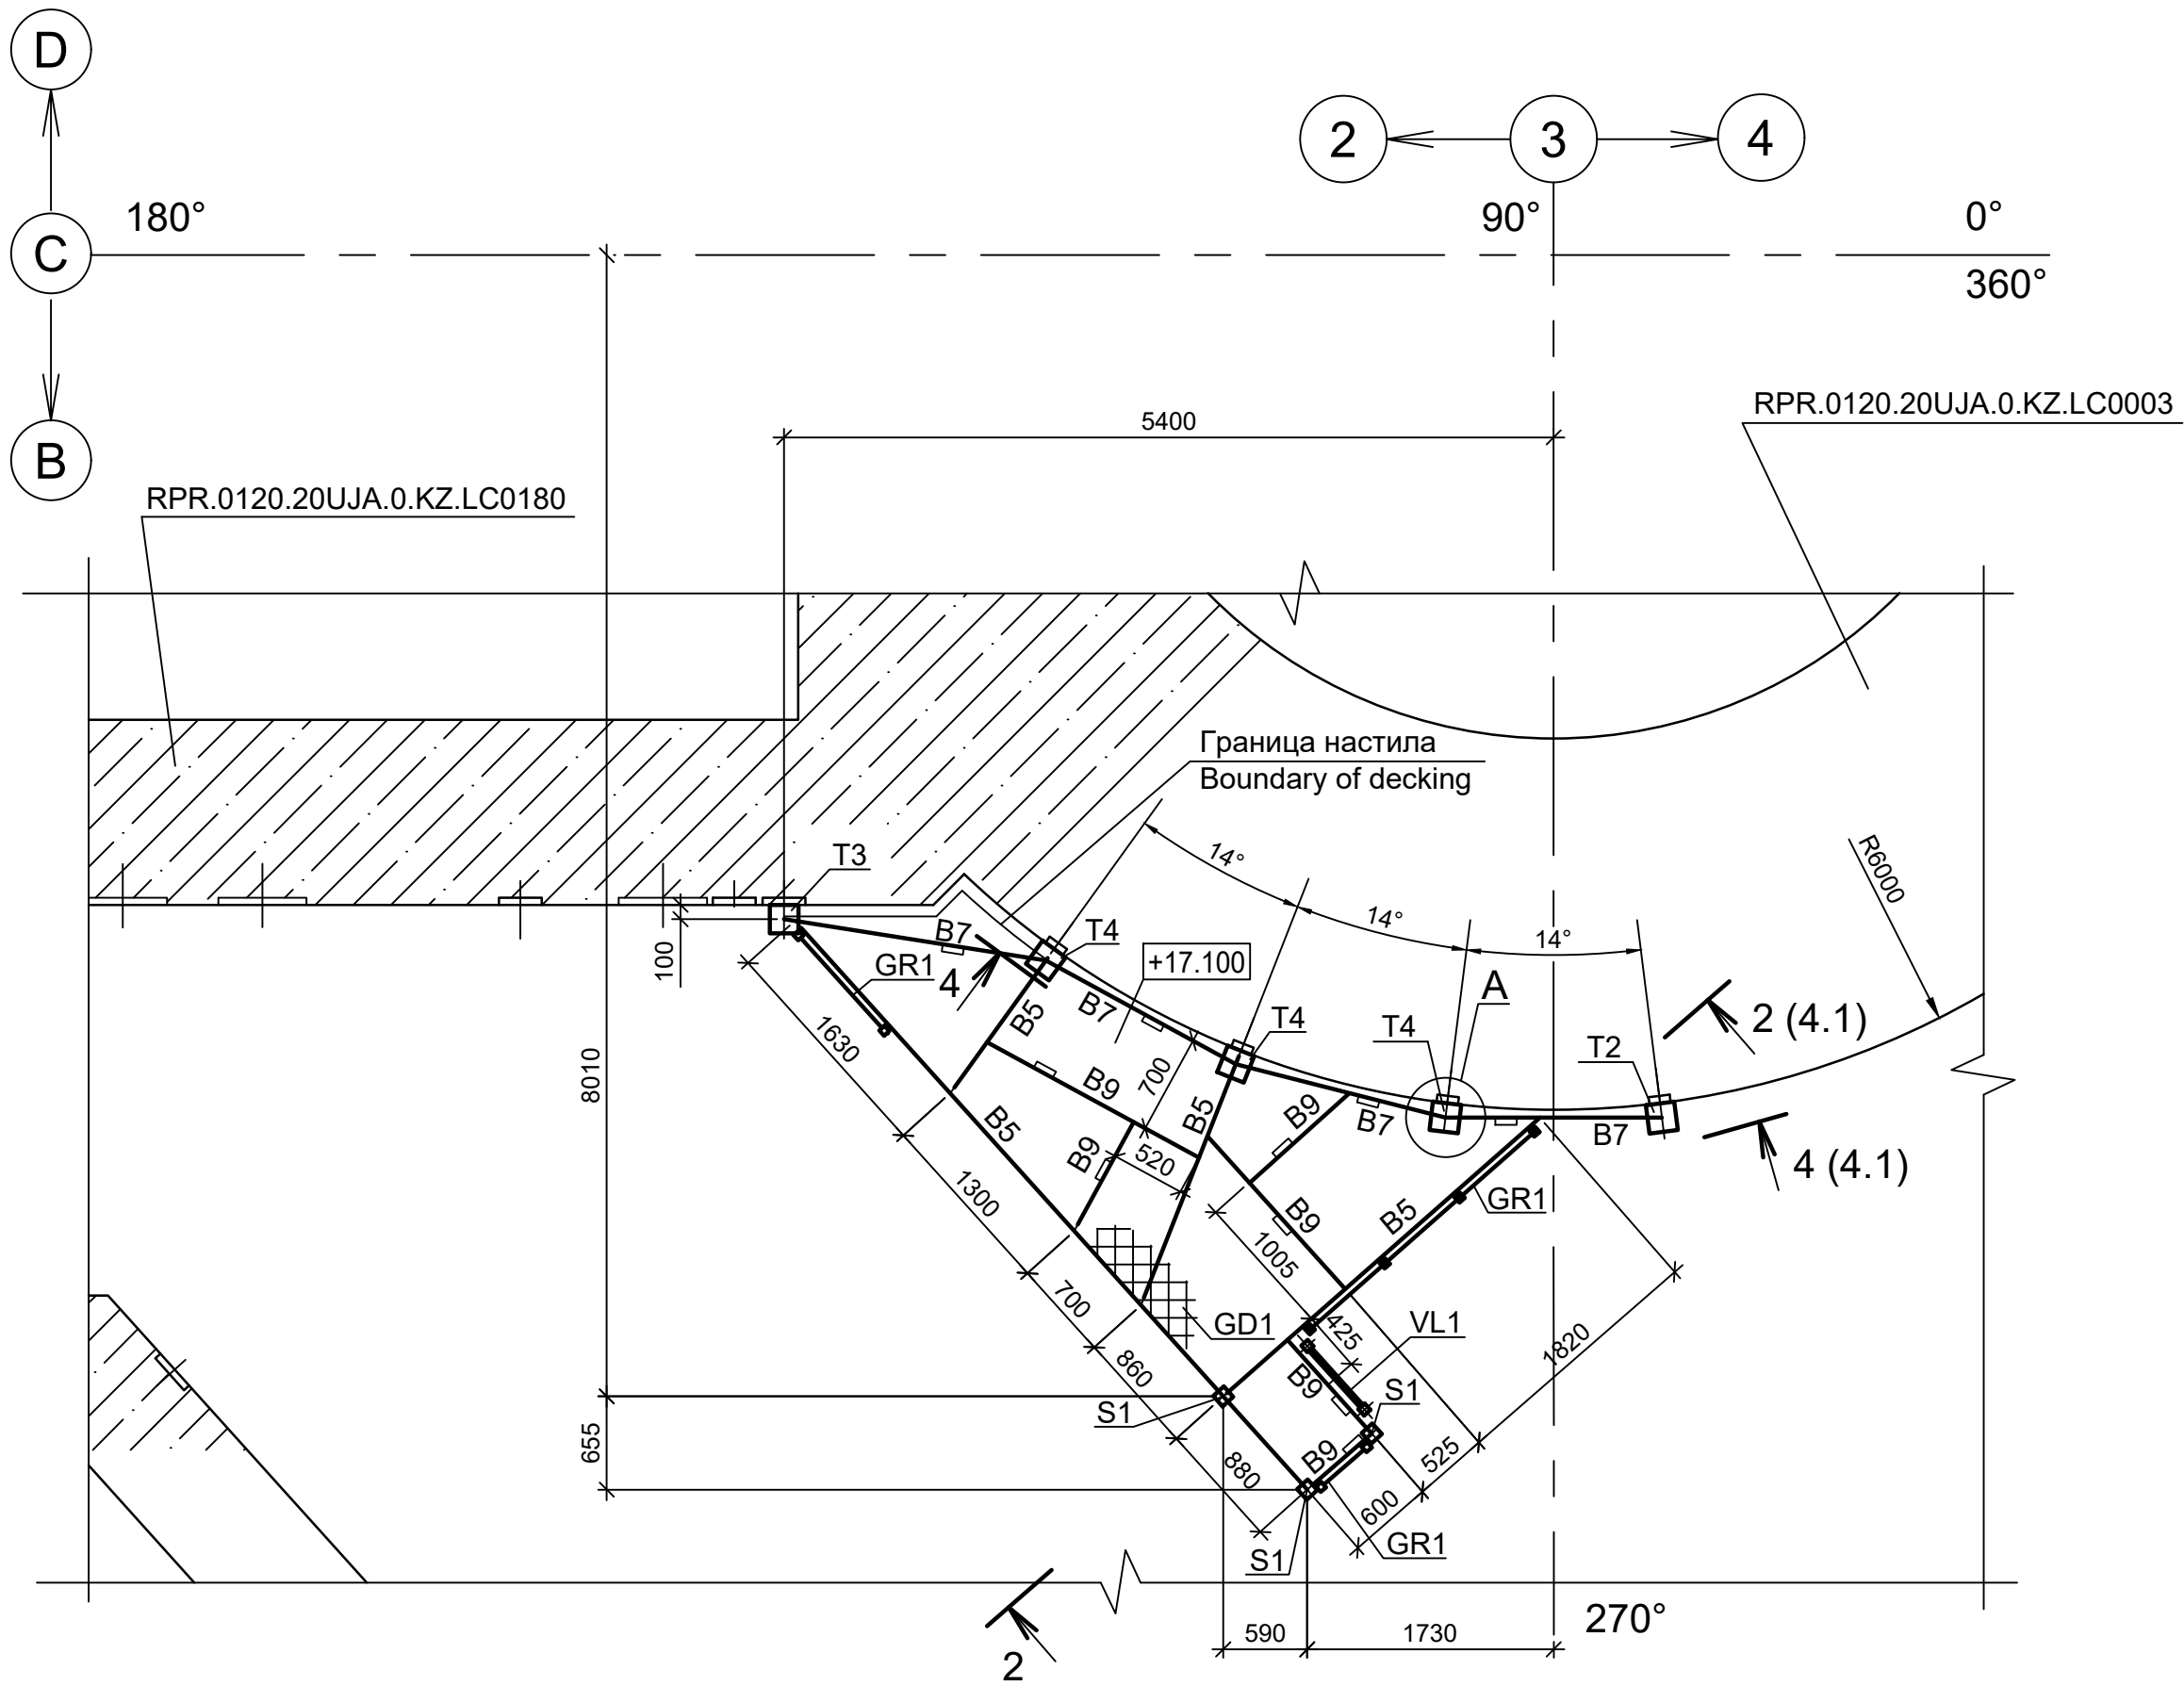 D
2
3
4
180°
90°
0°
C
360°
5400
RPR.0120.20UJA.0.KZ.LC0003
B
RPR.0120.20UJA.0.KZ.LC0180
Граница настила
Boundary of decking
T3
14°
14°
14°
R6000
100
B7
GR1
4
T4
+17.100
A
B7
B5
T4
T4
2 (4.1)
T2
1630
8010
B9
700
B5
B9
B7
B7
B5
B9
520
4 (4.1)
1300
B9
B5
GR1
1005
700
GD1
425
VL1
1820
860
B9
S1
S1
655
880
B9
525
600
GR1
S1
270°
590
1730
2